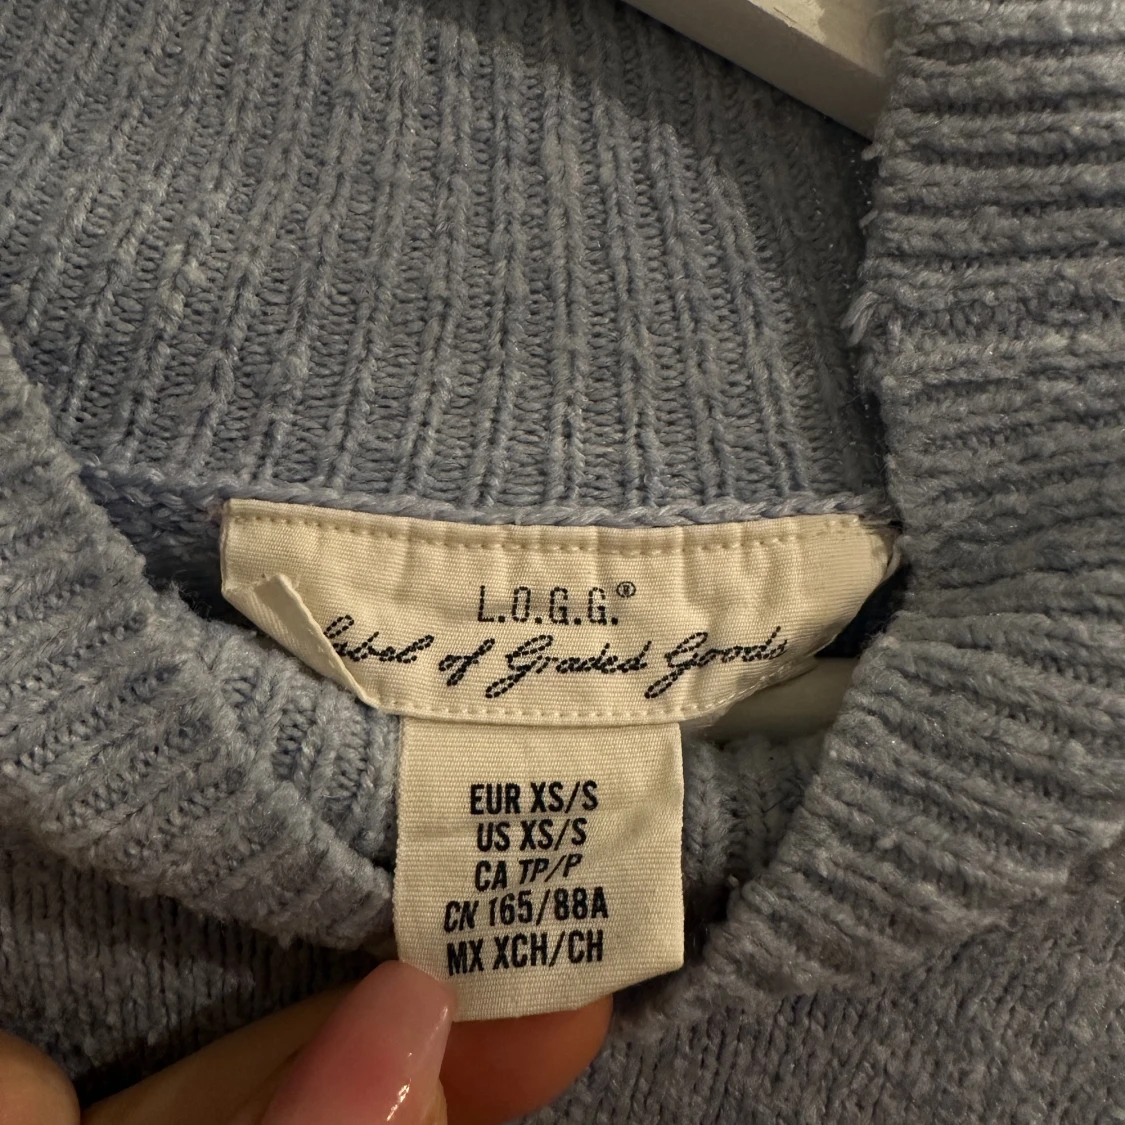 L.O.G.G.®
Label of Graded Goods
EUR XS/S
US XS/S
CA TP/P
CN 165/88A
MX XCH/CH